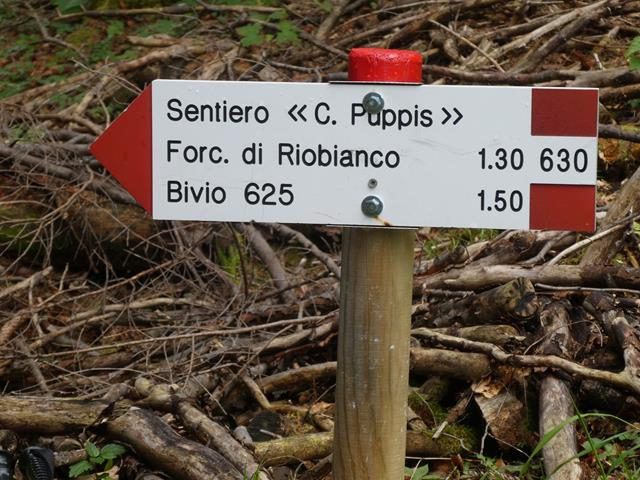 Sentiero « C. Puppis »
Forc. di Riobianco 1.30 630
Bivio 625 1.50